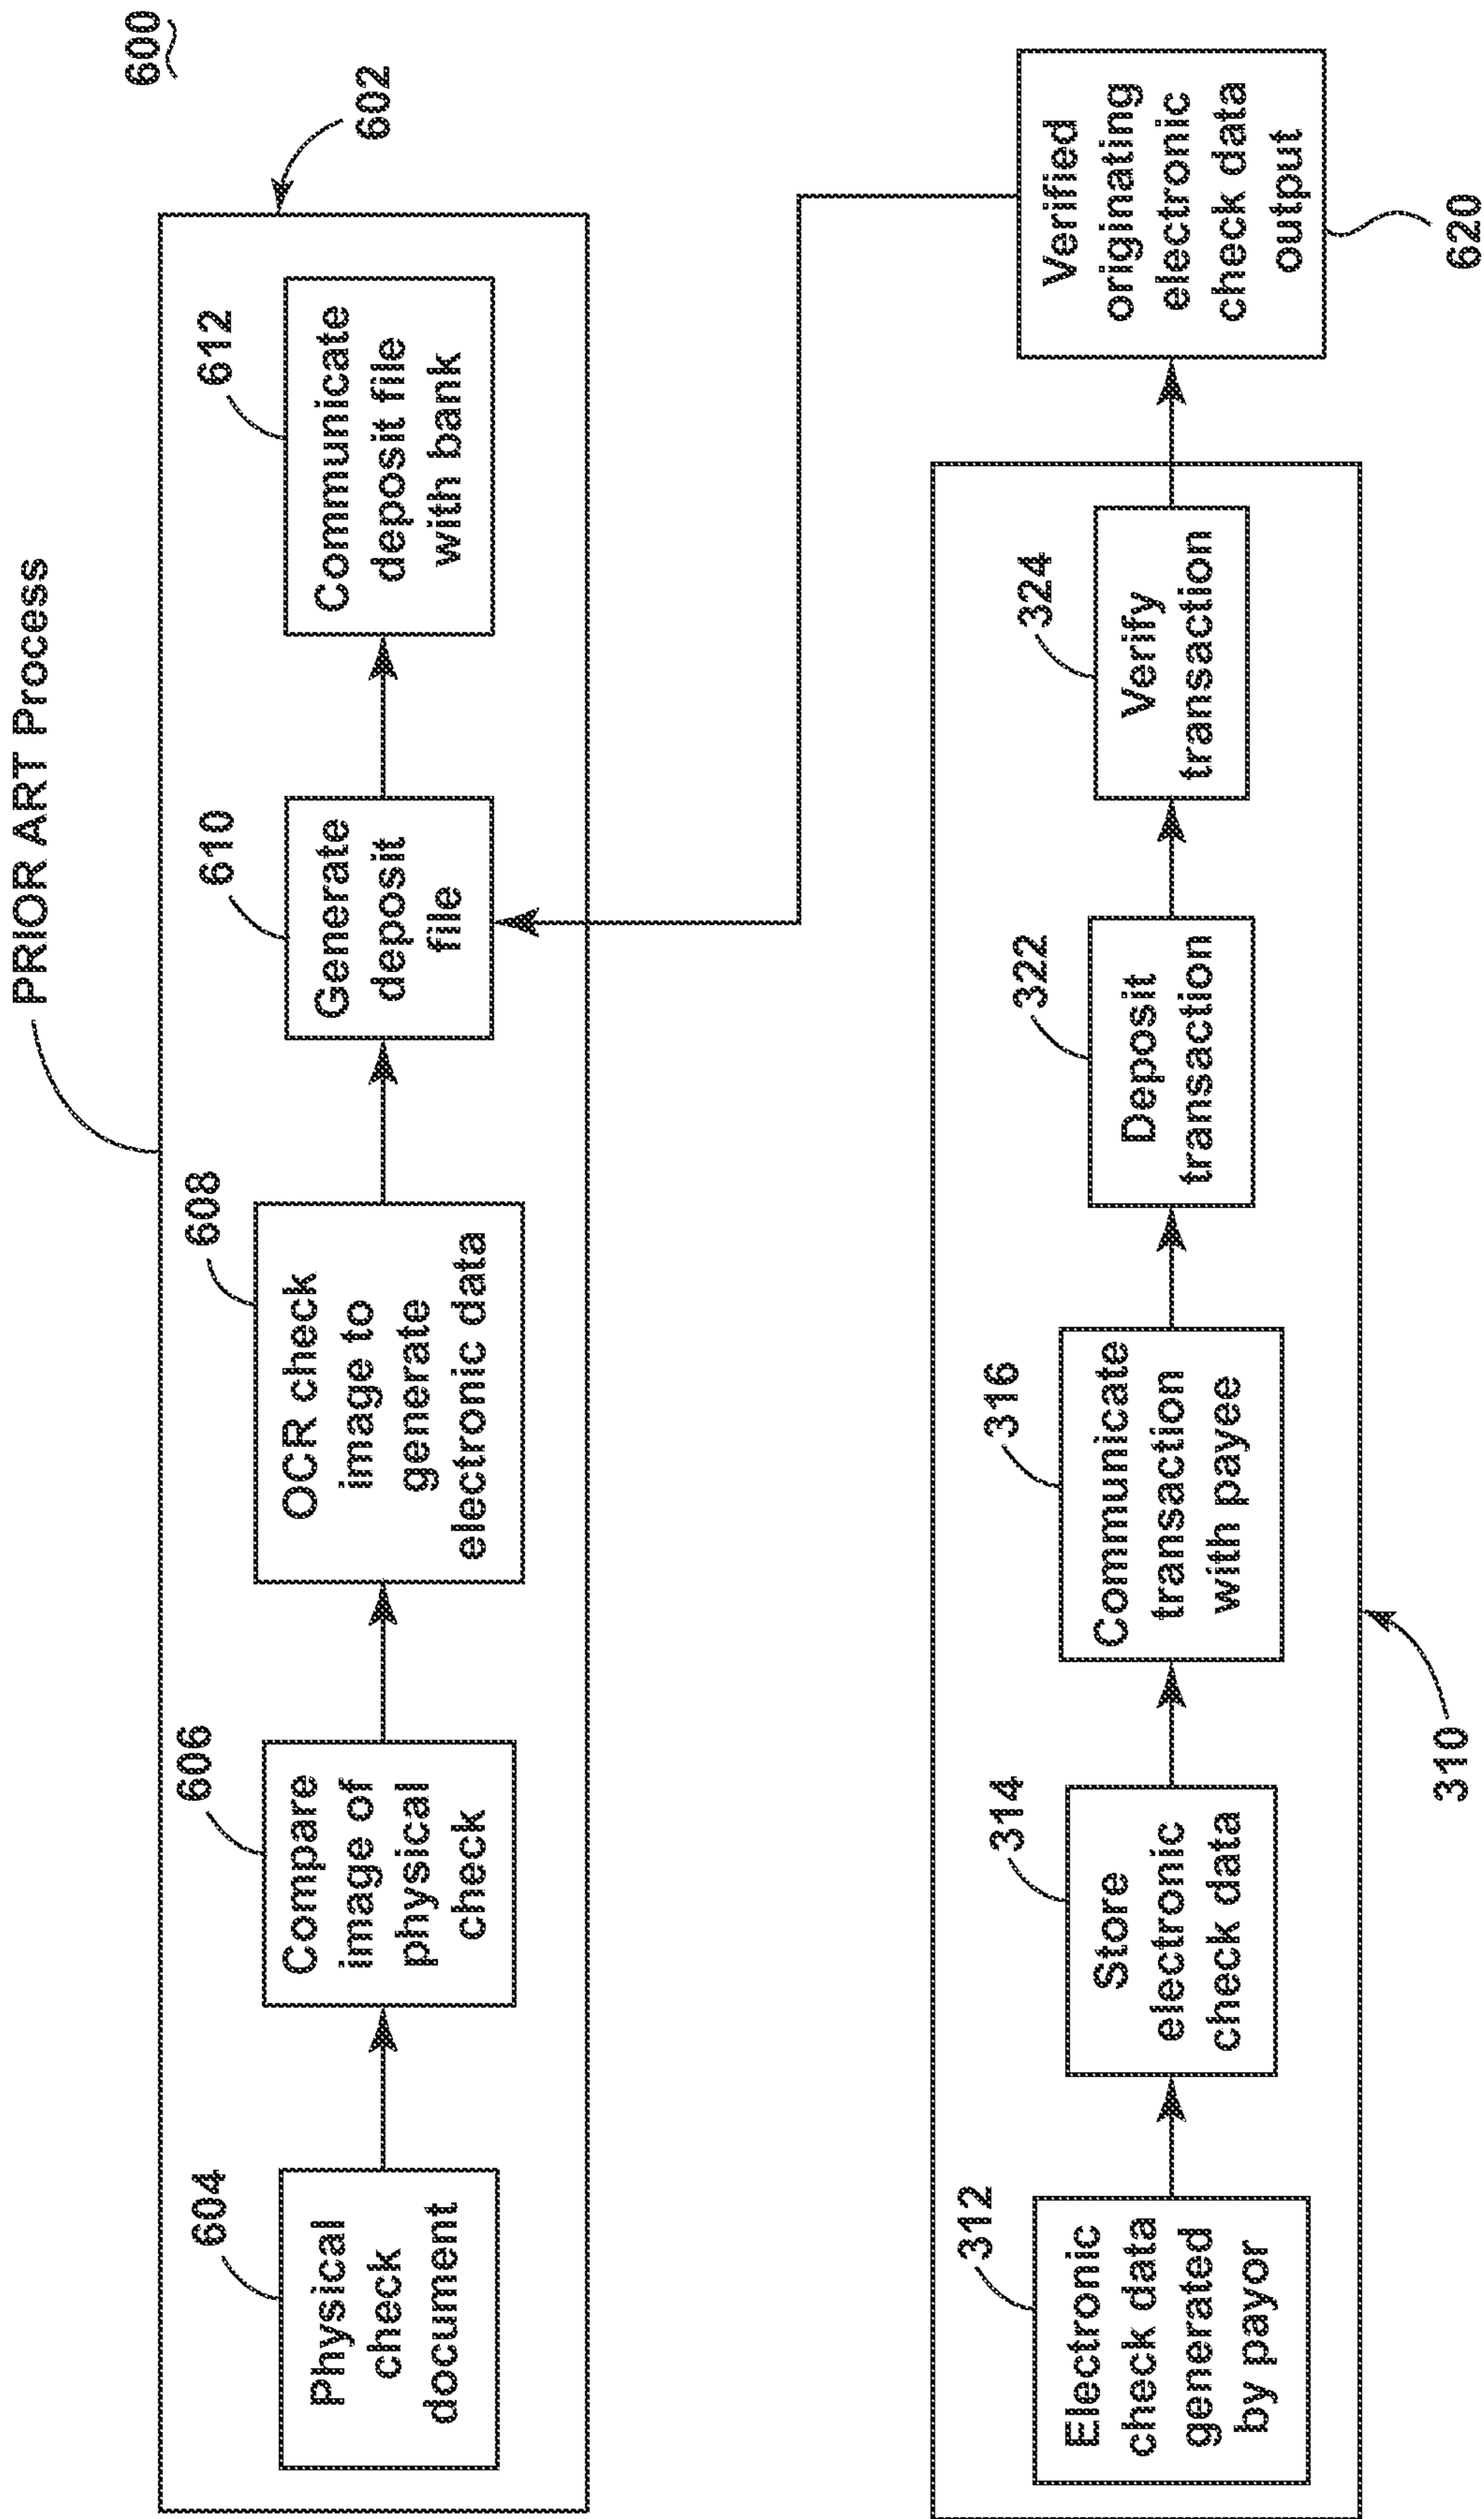 600
PRIOR ART Process
602
604
Physical
check
document
606
Compare
image of
physical
check
608
OCR check
image to
generate
electronic data
610
Generate
deposit
file
612
Communicate
deposit file
with bank
312
Electronic
check data
generated
by payor
314
Store
electronic
check data
316
Communicate
transaction
with payee
322
Deposit
transaction
324
Verify
transaction
Verified
originating
electronic
check data
output
620
310